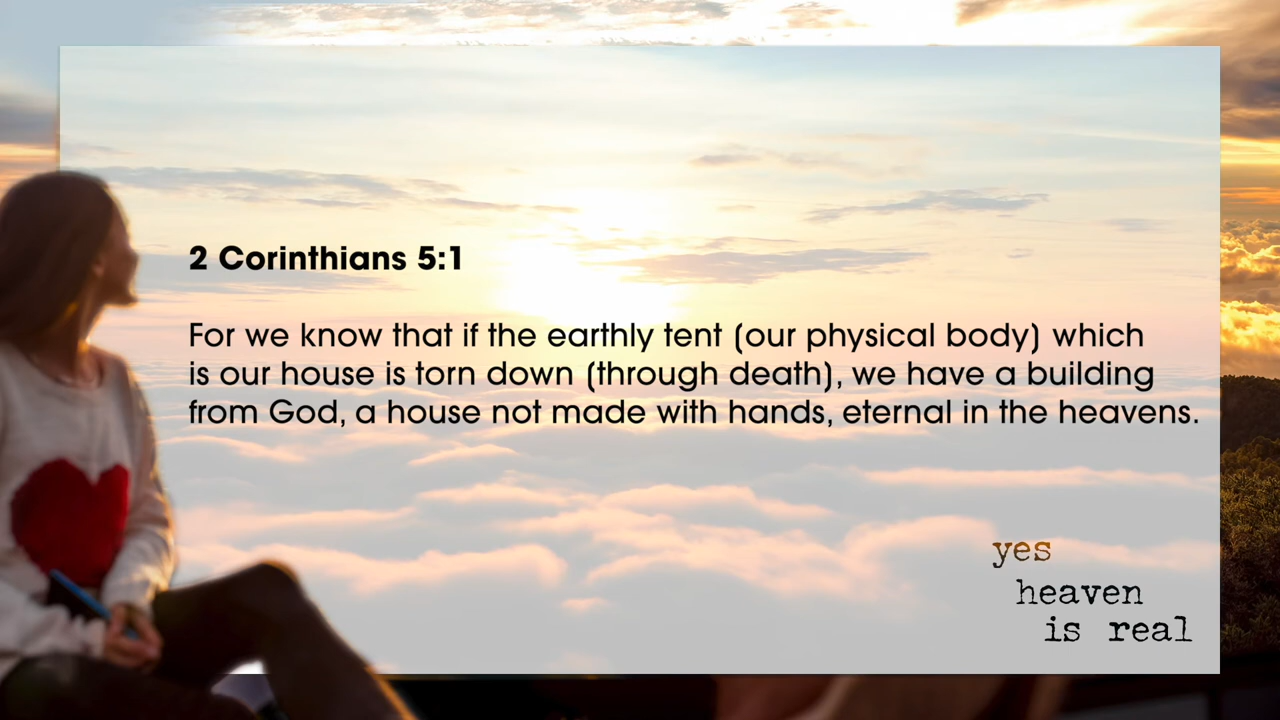 2 Corinthians 5:1
For we know that if the earthly tent (our physical body) which
is our house is torn down (through death), we have a building
from God, a house not made with hands, eternal in the heavens.
yes
heaven
is real